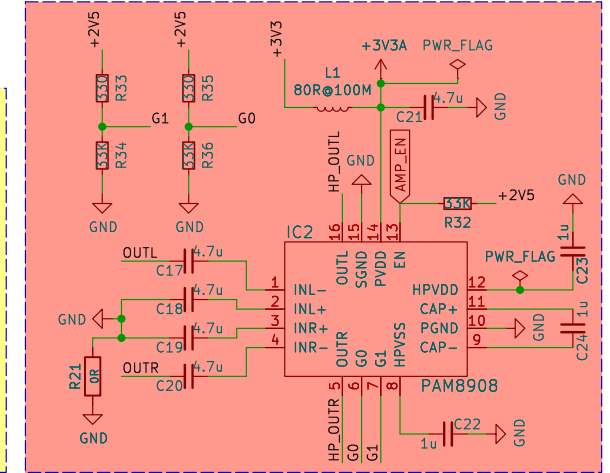 +2V5
+2V5
+3V3
+3V3A
PWR_FLAG
L1
80R@100M
330
R33
330
R35
C21
4.7u
GND
G1
G0
33K
R34
33K
R36
HP_OUTL
GND
AMP_EN
33K
R32
+2V5
GND
GND
GND
IC2
16
15
14
13
OUTL
SGND
PVDD
EN
PWR_FLAG
1u
C23
OUTL
4.7u
C17
4.7u
C18
GND
4.7u
C19
OUTR
4.7u
C20
R21
0R
GND
1
INL-
2
INL+
3
INR+
4
INR-
HPVDD
12
CAP+
11
PGND
10
GND
CAP-
9
1u
C24
OUTR
G0
G1
HPVSS
5
6
7
8
PAM8908
HP_OUTR
G0
G1
C22
1u
GND